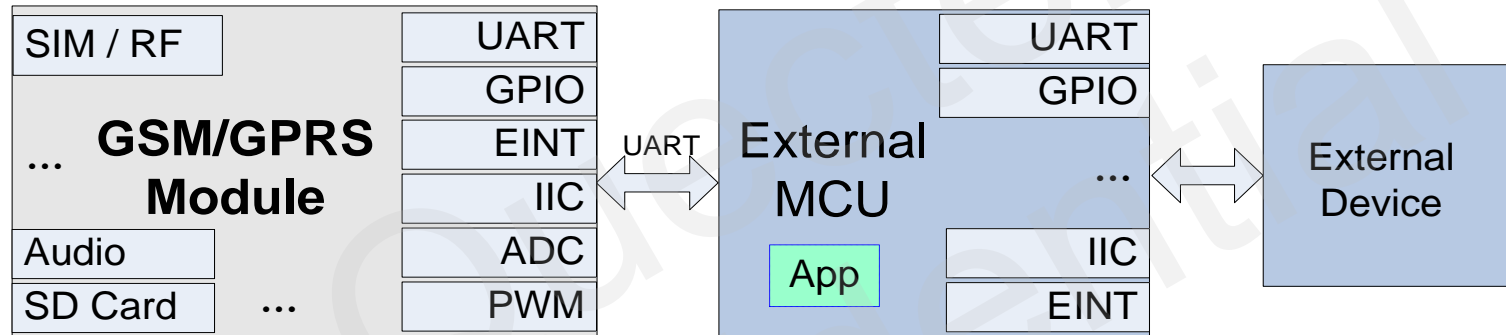 SIM / RF
... GSM/GPRS
Module
Audio
SD Card ...
UART
GPIO
EINT
IIC
ADC
PWM
UART
External
MCU
App
UART
GPIO
...
IIC
EINT
External
Device